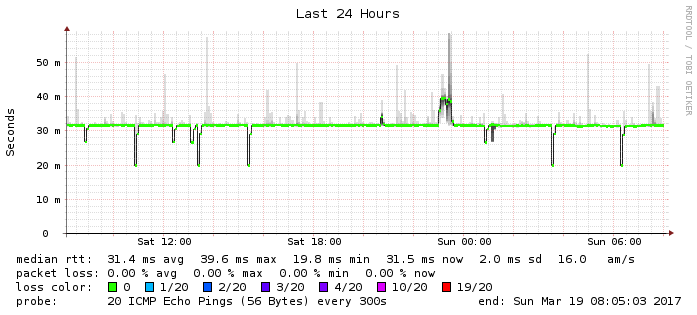 Last 24 Hours
RRDTOOL / TOBI OETIKER
Seconds
50 m
40 m
30 m
20 m
10 m
0
Sat 12:00 Sat 18:00 Sun 00:00 Sun 06:00
median rtt: 31.4 ms avg 39.6 ms max 19.8 ms min 31.5 ms now 2.0 ms sd 16.0 am/s
packet loss: 0.00 % avg 0.00 % max 0.00 % min 0.00 % now
loss color: 0 1/20 2/20 3/20 4/20 10/20 19/20
probe: 20 ICMP Echo Pings (56 Bytes) every 300s end: Sun Mar 19 08:05:03 2017